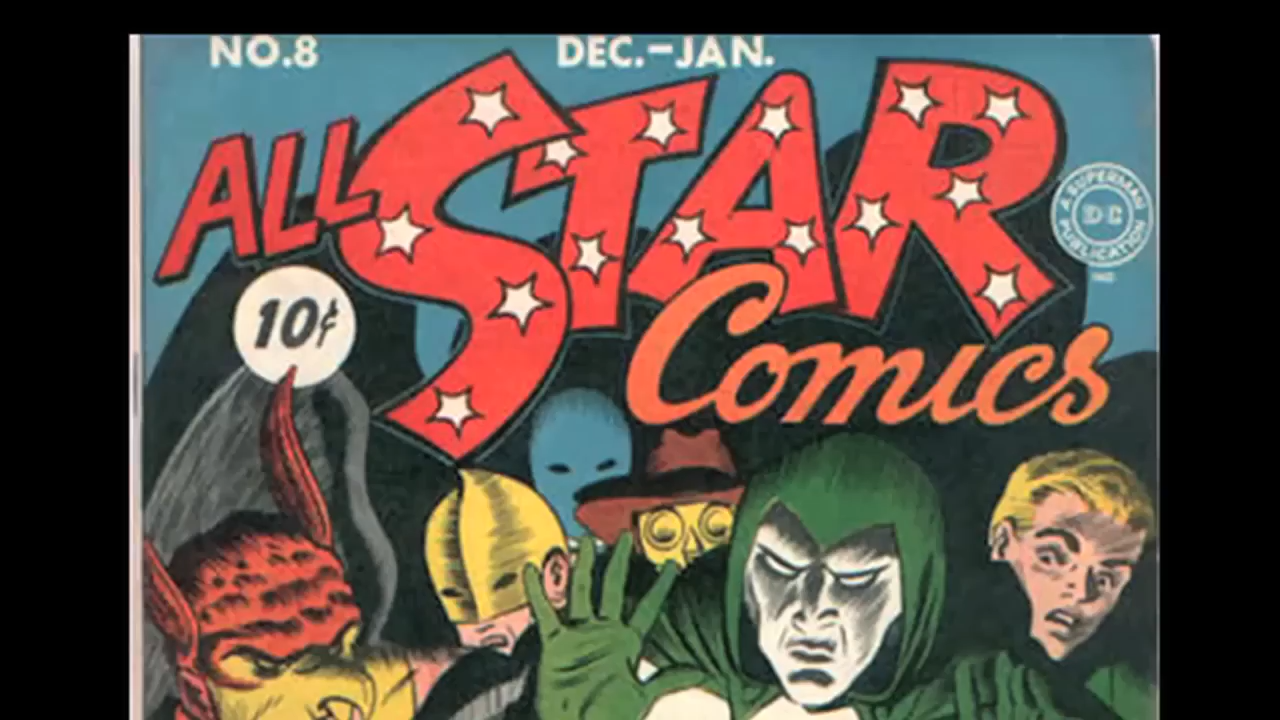 NO.8
DEC.-JAN.
ALL STAR
Comics
10¢
A SUPERMAN
DC
PUBLICATION